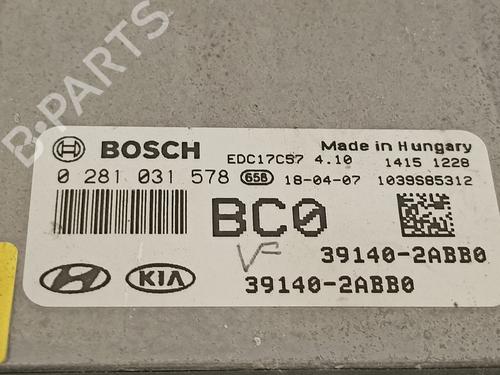 B.PARTS
BOSCH EDC17C57 4.10 Made in Hungary
1415 1228
0 281 031 578 658 18-04-07 1039S85312
BC0
39140-2ABB0
KIA 39140-2ABB0